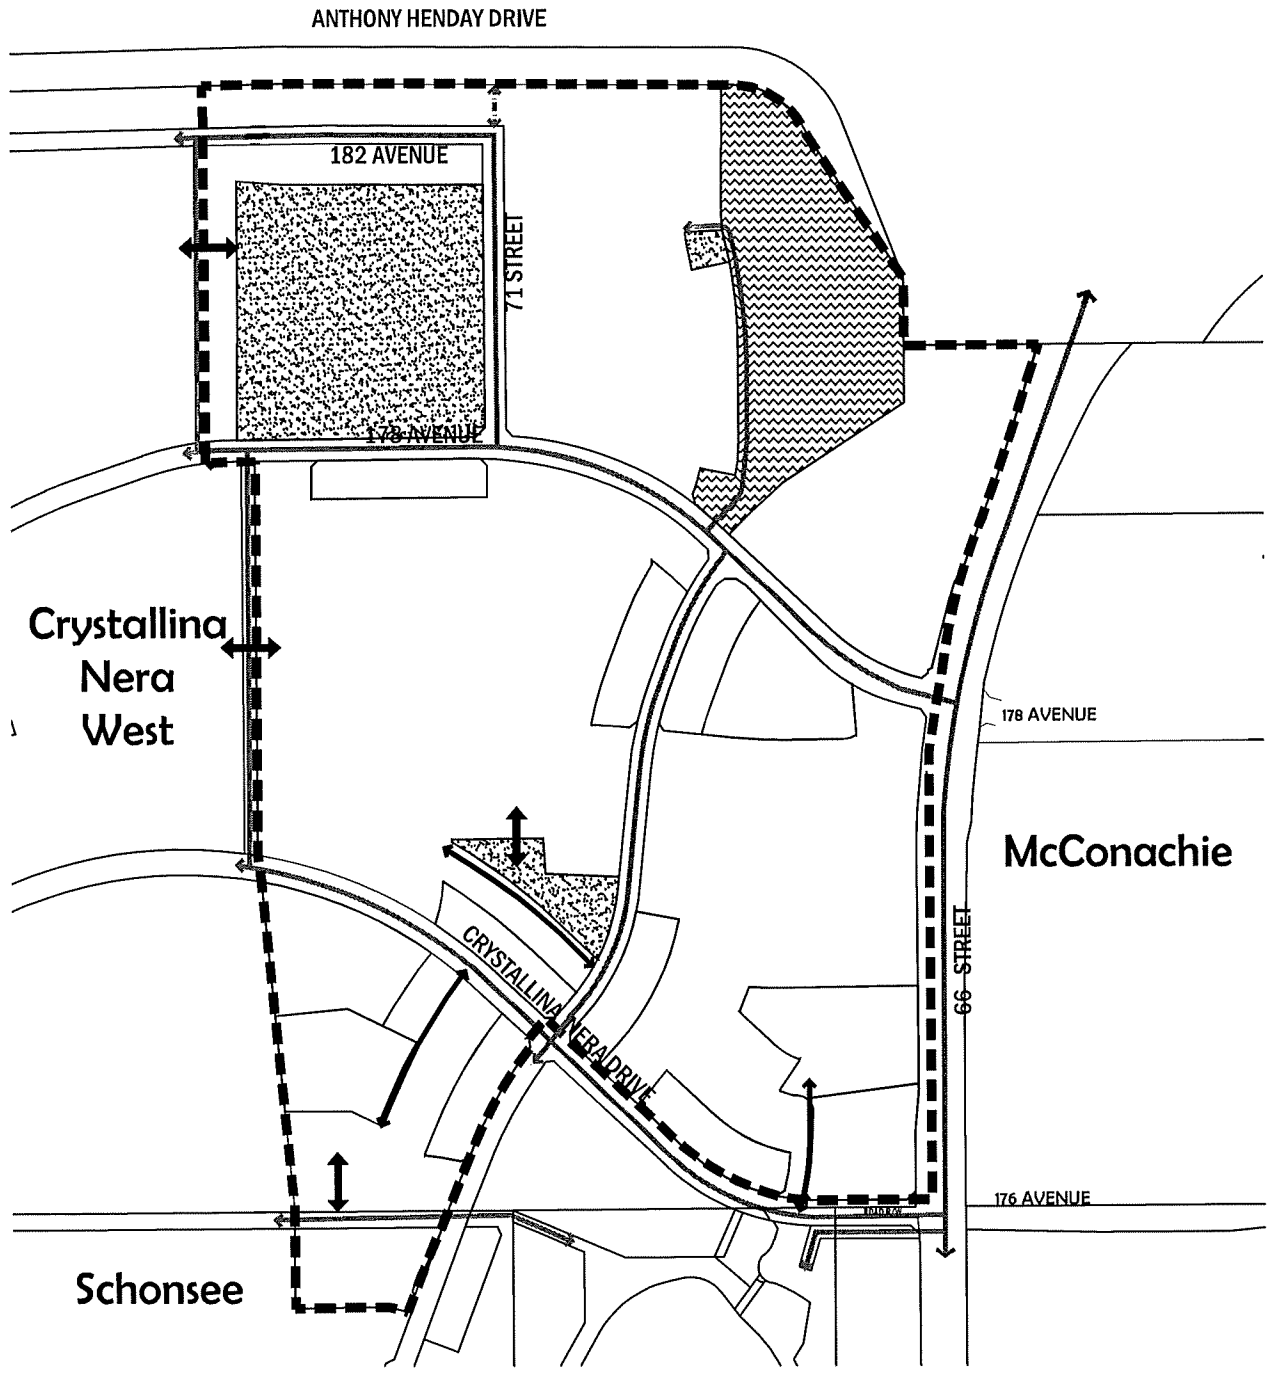 ANTHONY HENDAY DRIVE
182 AVENUE
71 STREET
178 AVENUE
Crystallina
Nera
West
178 AVENUE
McConachie
66 STREET
CRYSTALLINA NERA DRIVE
176 AVENUE
Schonsee